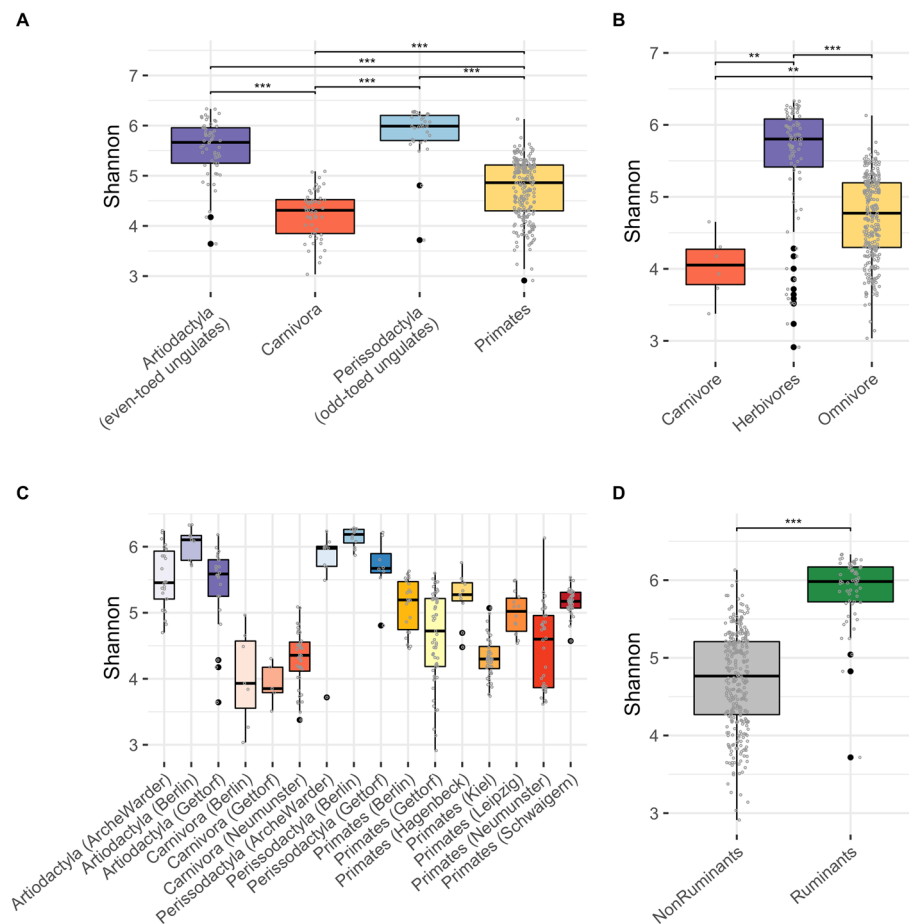 A
***
***
***
***
***
7
6
5
4
3
Shannon
Artiodactyla
(even-toed ungulates)
Carnivora
Perissodactyla
(odd-toed ungulates)
Primates
B
**
***
**
7
6
5
4
3
Shannon
Carnivore
Herbivores
Omnivore
C
6
5
4
3
Shannon
Artiodactyla (ArcheWarder)
Artiodactyla (Berlin)
Artiodactyla (Gettorf)
Carnivora (Berlin)
Carnivora (Gettorf)
Carnivora (Neumunster)
Perissodactyla (ArcheWarder)
Perissodactyla (Berlin)
Perissodactyla (Gettorf)
Primates (Berlin)
Primates (Gettorf)
Primates (Hagenbeck)
Primates (Kiel)
Primates (Leipzig)
Primates (Neumunster)
Primates (Schwaigern)
D
***
6
5
4
3
Shannon
NonRuminants
Ruminants